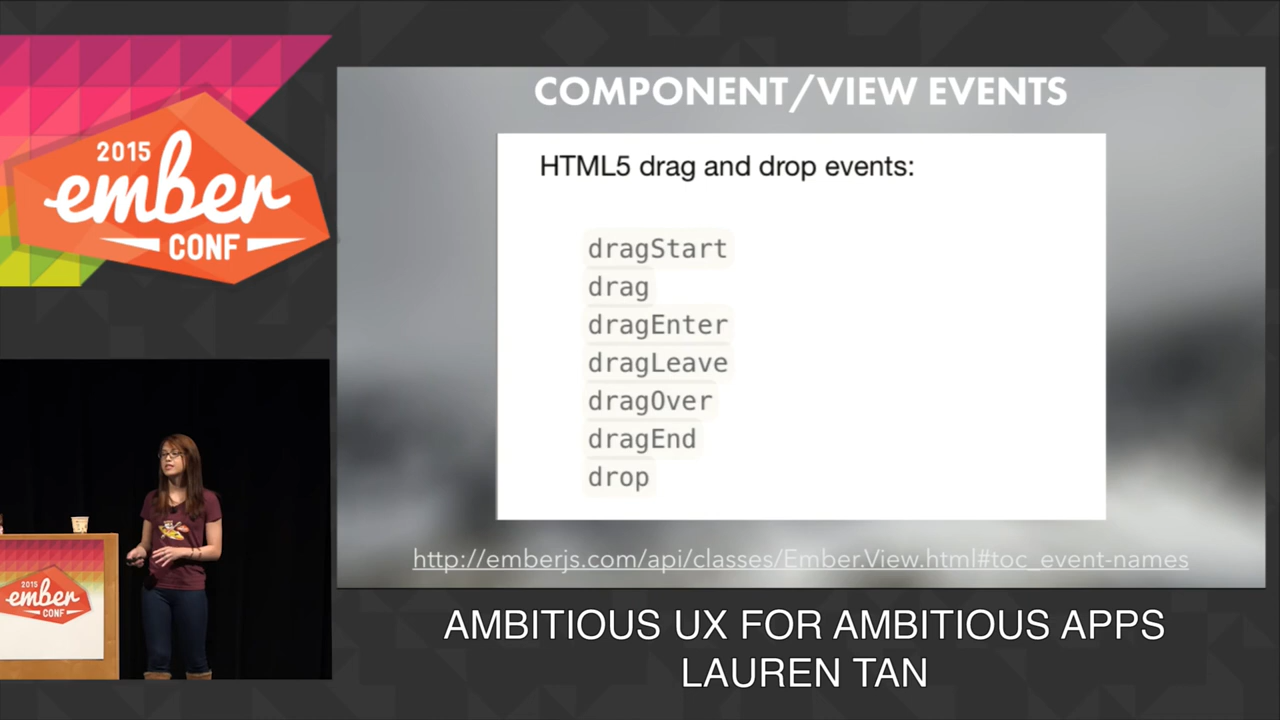 2015
ember
CONF
COMPONENT/VIEW EVENTS
HTML5 drag and drop events:
dragStart
drag
dragEnter
dragLeave
dragOver
dragEnd
drop
http://emberjs.com/api/classes/Ember.View.html#toc_event-names
2015
ember
CONF
AMBITIOUS UX FOR AMBITIOUS APPS
LAUREN TAN